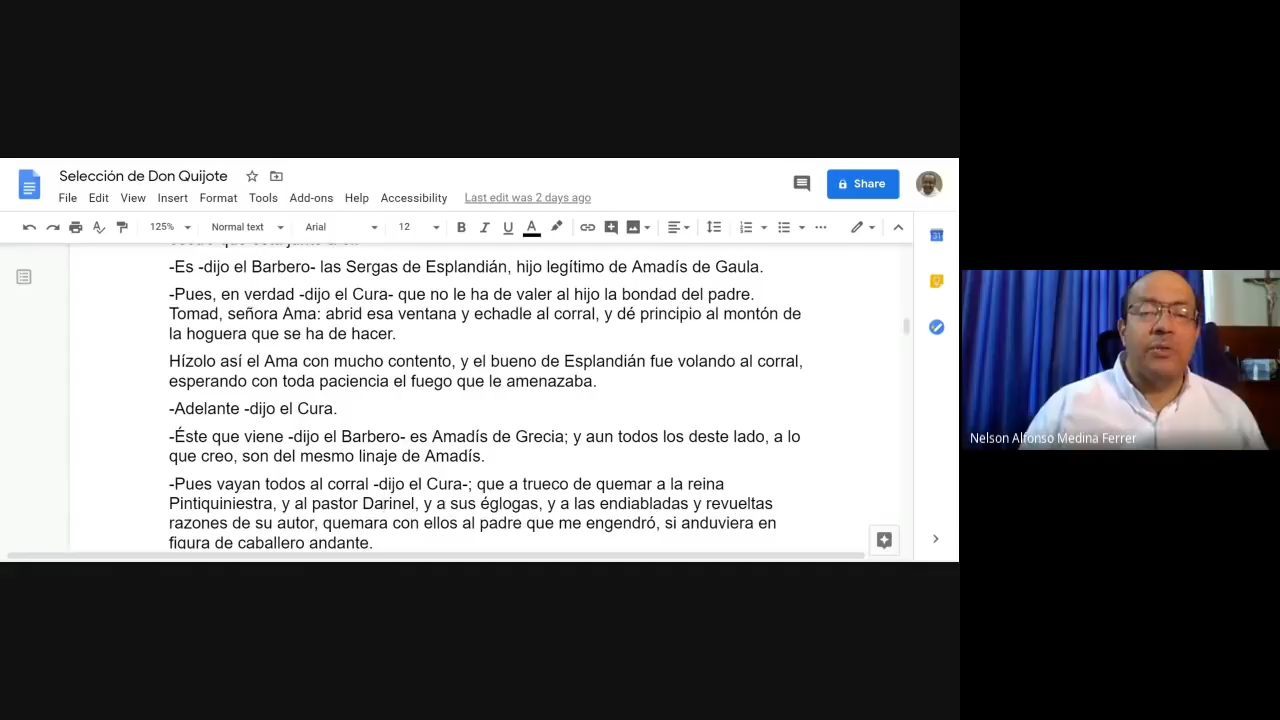 Selección de Don Quijote
File Edit View Insert Format Tools Add-ons Help Accessibility Last edit was 2 days ago
Share
125% Normal text Arial 12 B I U A
31
-Es -dijo el Barbero- las Sergas de Esplandián, hijo legítimo de Amadís de Gaula.
-Pues, en verdad -dijo el Cura- que no le ha de valer al hijo la bondad del padre.
Tomad, señora Ama: abrid esa ventana y echadle al corral, y dé principio al montón de
la hoguera que se ha de hacer.
Hízolo así el Ama con mucho contento, y el bueno de Esplandián fue volando al corral,
esperando con toda paciencia el fuego que le amenazaba.
-Adelante -dijo el Cura.
-Éste que viene -dijo el Barbero- es Amadís de Grecia; y aun todos los deste lado, a lo
que creo, son del mesmo linaje de Amadís.
-Pues vayan todos al corral -dijo el Cura-; que a trueco de quemar a la reina
Pintiquiniestra, y al pastor Darinel, y a sus églogas, y a las endiabladas y revueltas
razones de su autor, quemara con ellos al padre que me engendró, si anduviera en
figura de caballero andante.
Nelson Alfonso Medina Ferrer